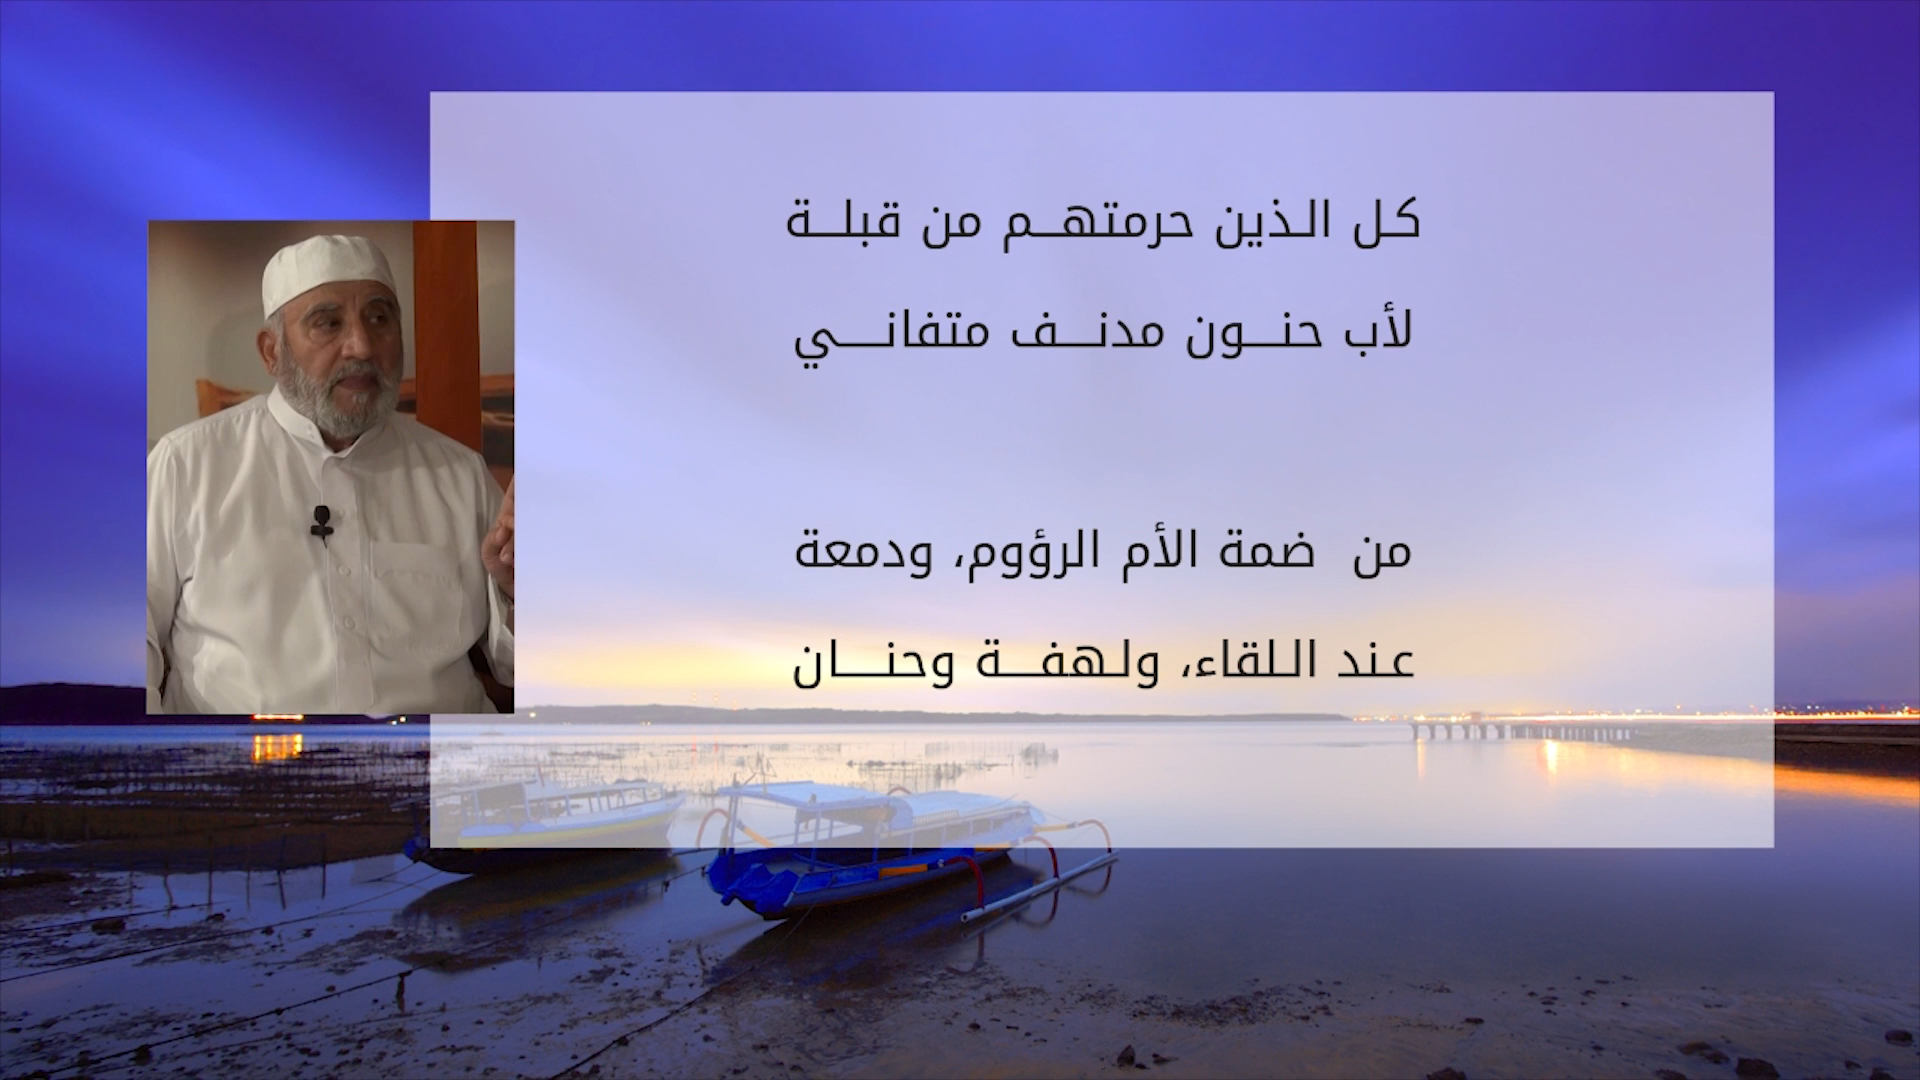 كل الذين حرمتهم من قبلة
لأب حنون مدنف متفاني
من ضمة الأم الرؤوم، ودمعة
عند اللقاء، ولهفة وحنان